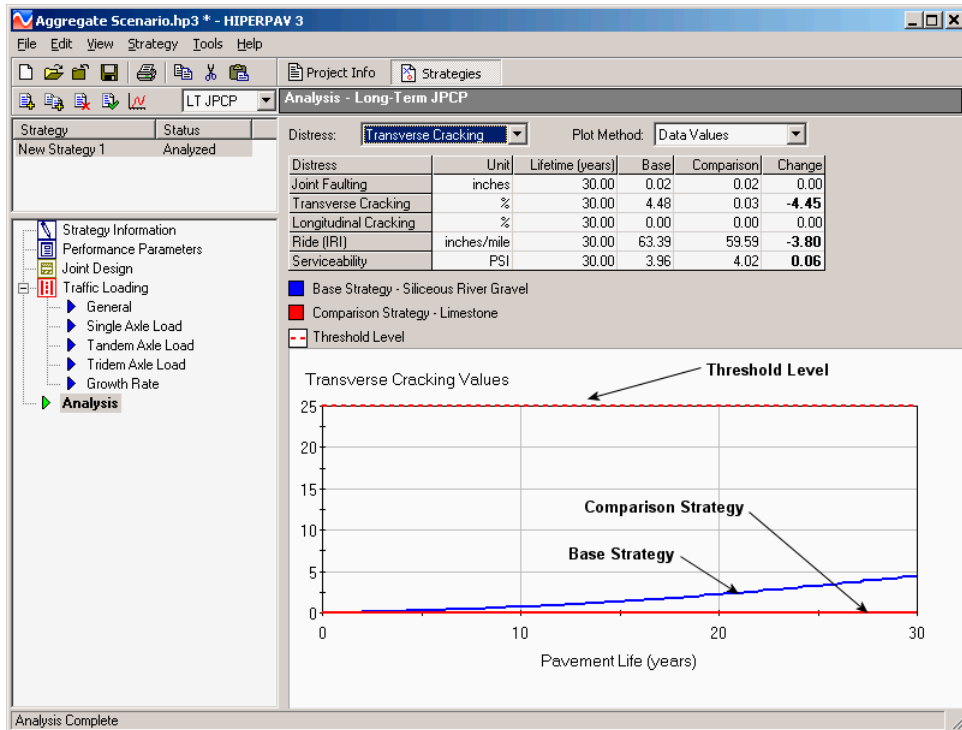 Aggregate Scenario.hp3 * - HIPERPAV 3
File Edit View Strategy Tools Help
Project Info Strategies
LT JPCP
Analysis - Long-Term JPCP
Strategy Status
New Strategy 1 Analyzed
Distress: Transverse Cracking Plot Method: Data Values
Distress Unit Lifetime (years) Base Comparison Change
Joint Faulting inches 30.00 0.02 0.02 0.00
Transverse Cracking % 30.00 4.48 0.03 -4.45
Longitudinal Cracking % 30.00 0.00 0.00 0.00
Ride (IRI) inches/mile 30.00 63.39 59.59 -3.80
Serviceability PSI 30.00 3.96 4.02 0.06
Strategy Information
Performance Parameters
Joint Design
Traffic Loading
General
Single Axle Load
Tandem Axle Load
Tridem Axle Load
Growth Rate
Analysis
Base Strategy - Siliceous River Gravel
Comparison Strategy - Limestone
Threshold Level
Transverse Cracking Values
Threshold Level
25
20
15
10
5
0
Comparison Strategy
Base Strategy
0 10 20 30
Pavement Life (years)
Analysis Complete